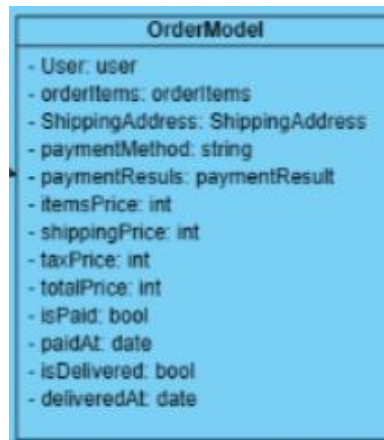 OrderModel
- User: user
- orderItems: orderItems
- ShippingAddress: ShippingAddress
- paymentMethod: string
- paymentResuls: paymentResult
- itemsPrice: int
- shippingPrice: int
- taxPrice: int
- totalPrice: int
- isPaid: bool
- paidAt: date
- isDelivered: bool
- deliveredAt: date